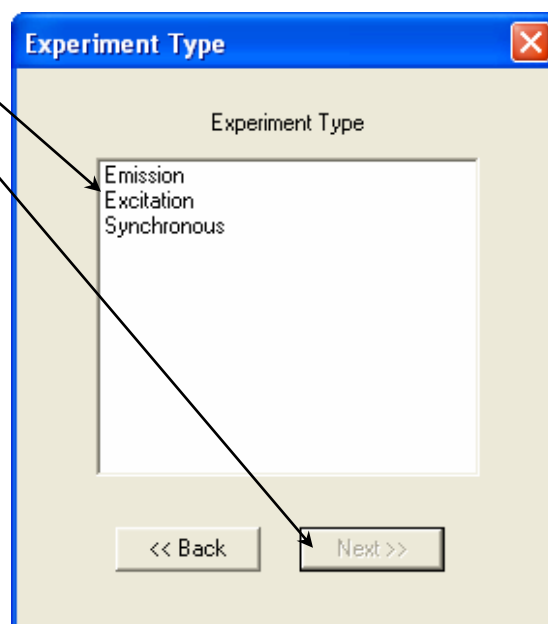 Experiment Type
Experiment Type
Emission
Excitation
Synchronous
<< Back
Next >>